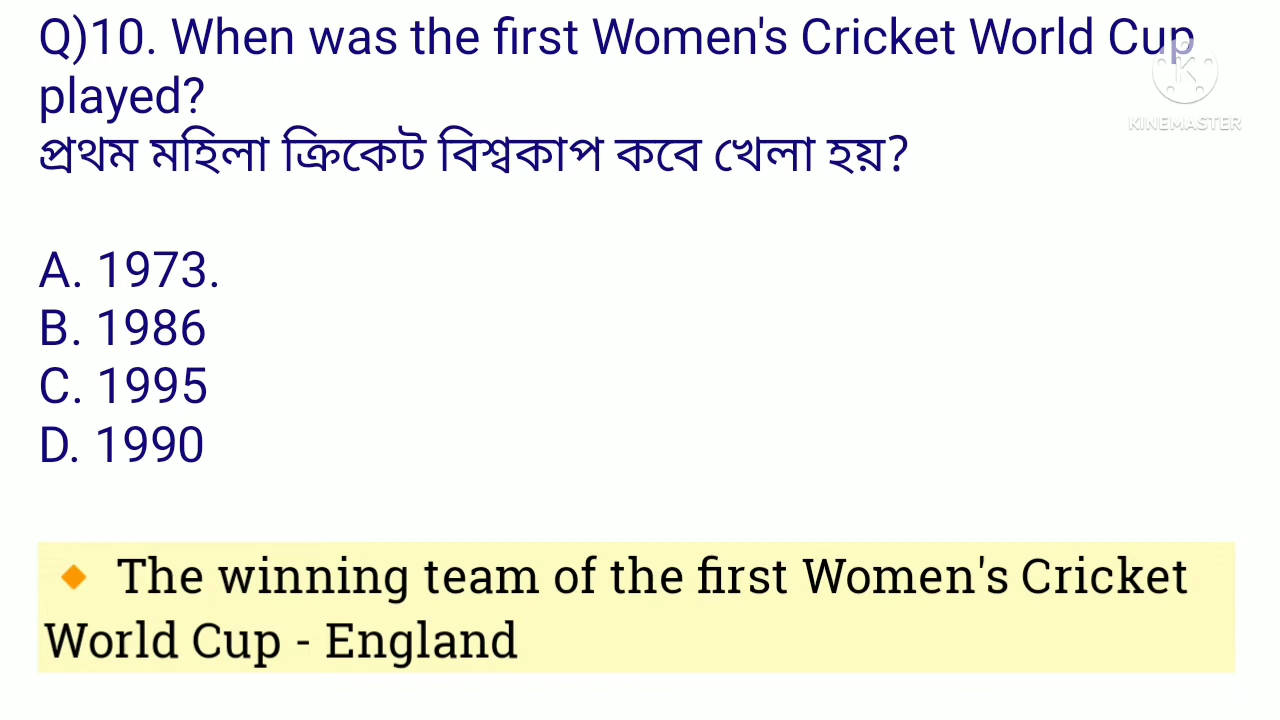 Q)10. When was the first Women's Cricket World Cup
played?
প্রথম মহিলা ক্রিকেট বিশ্বকাপ কবে খেলা হয়?
A. 1973.
B. 1986
C. 1995
D. 1990
🔸 The winning team of the first Women's Cricket
World Cup - England
K
KINEMASTER